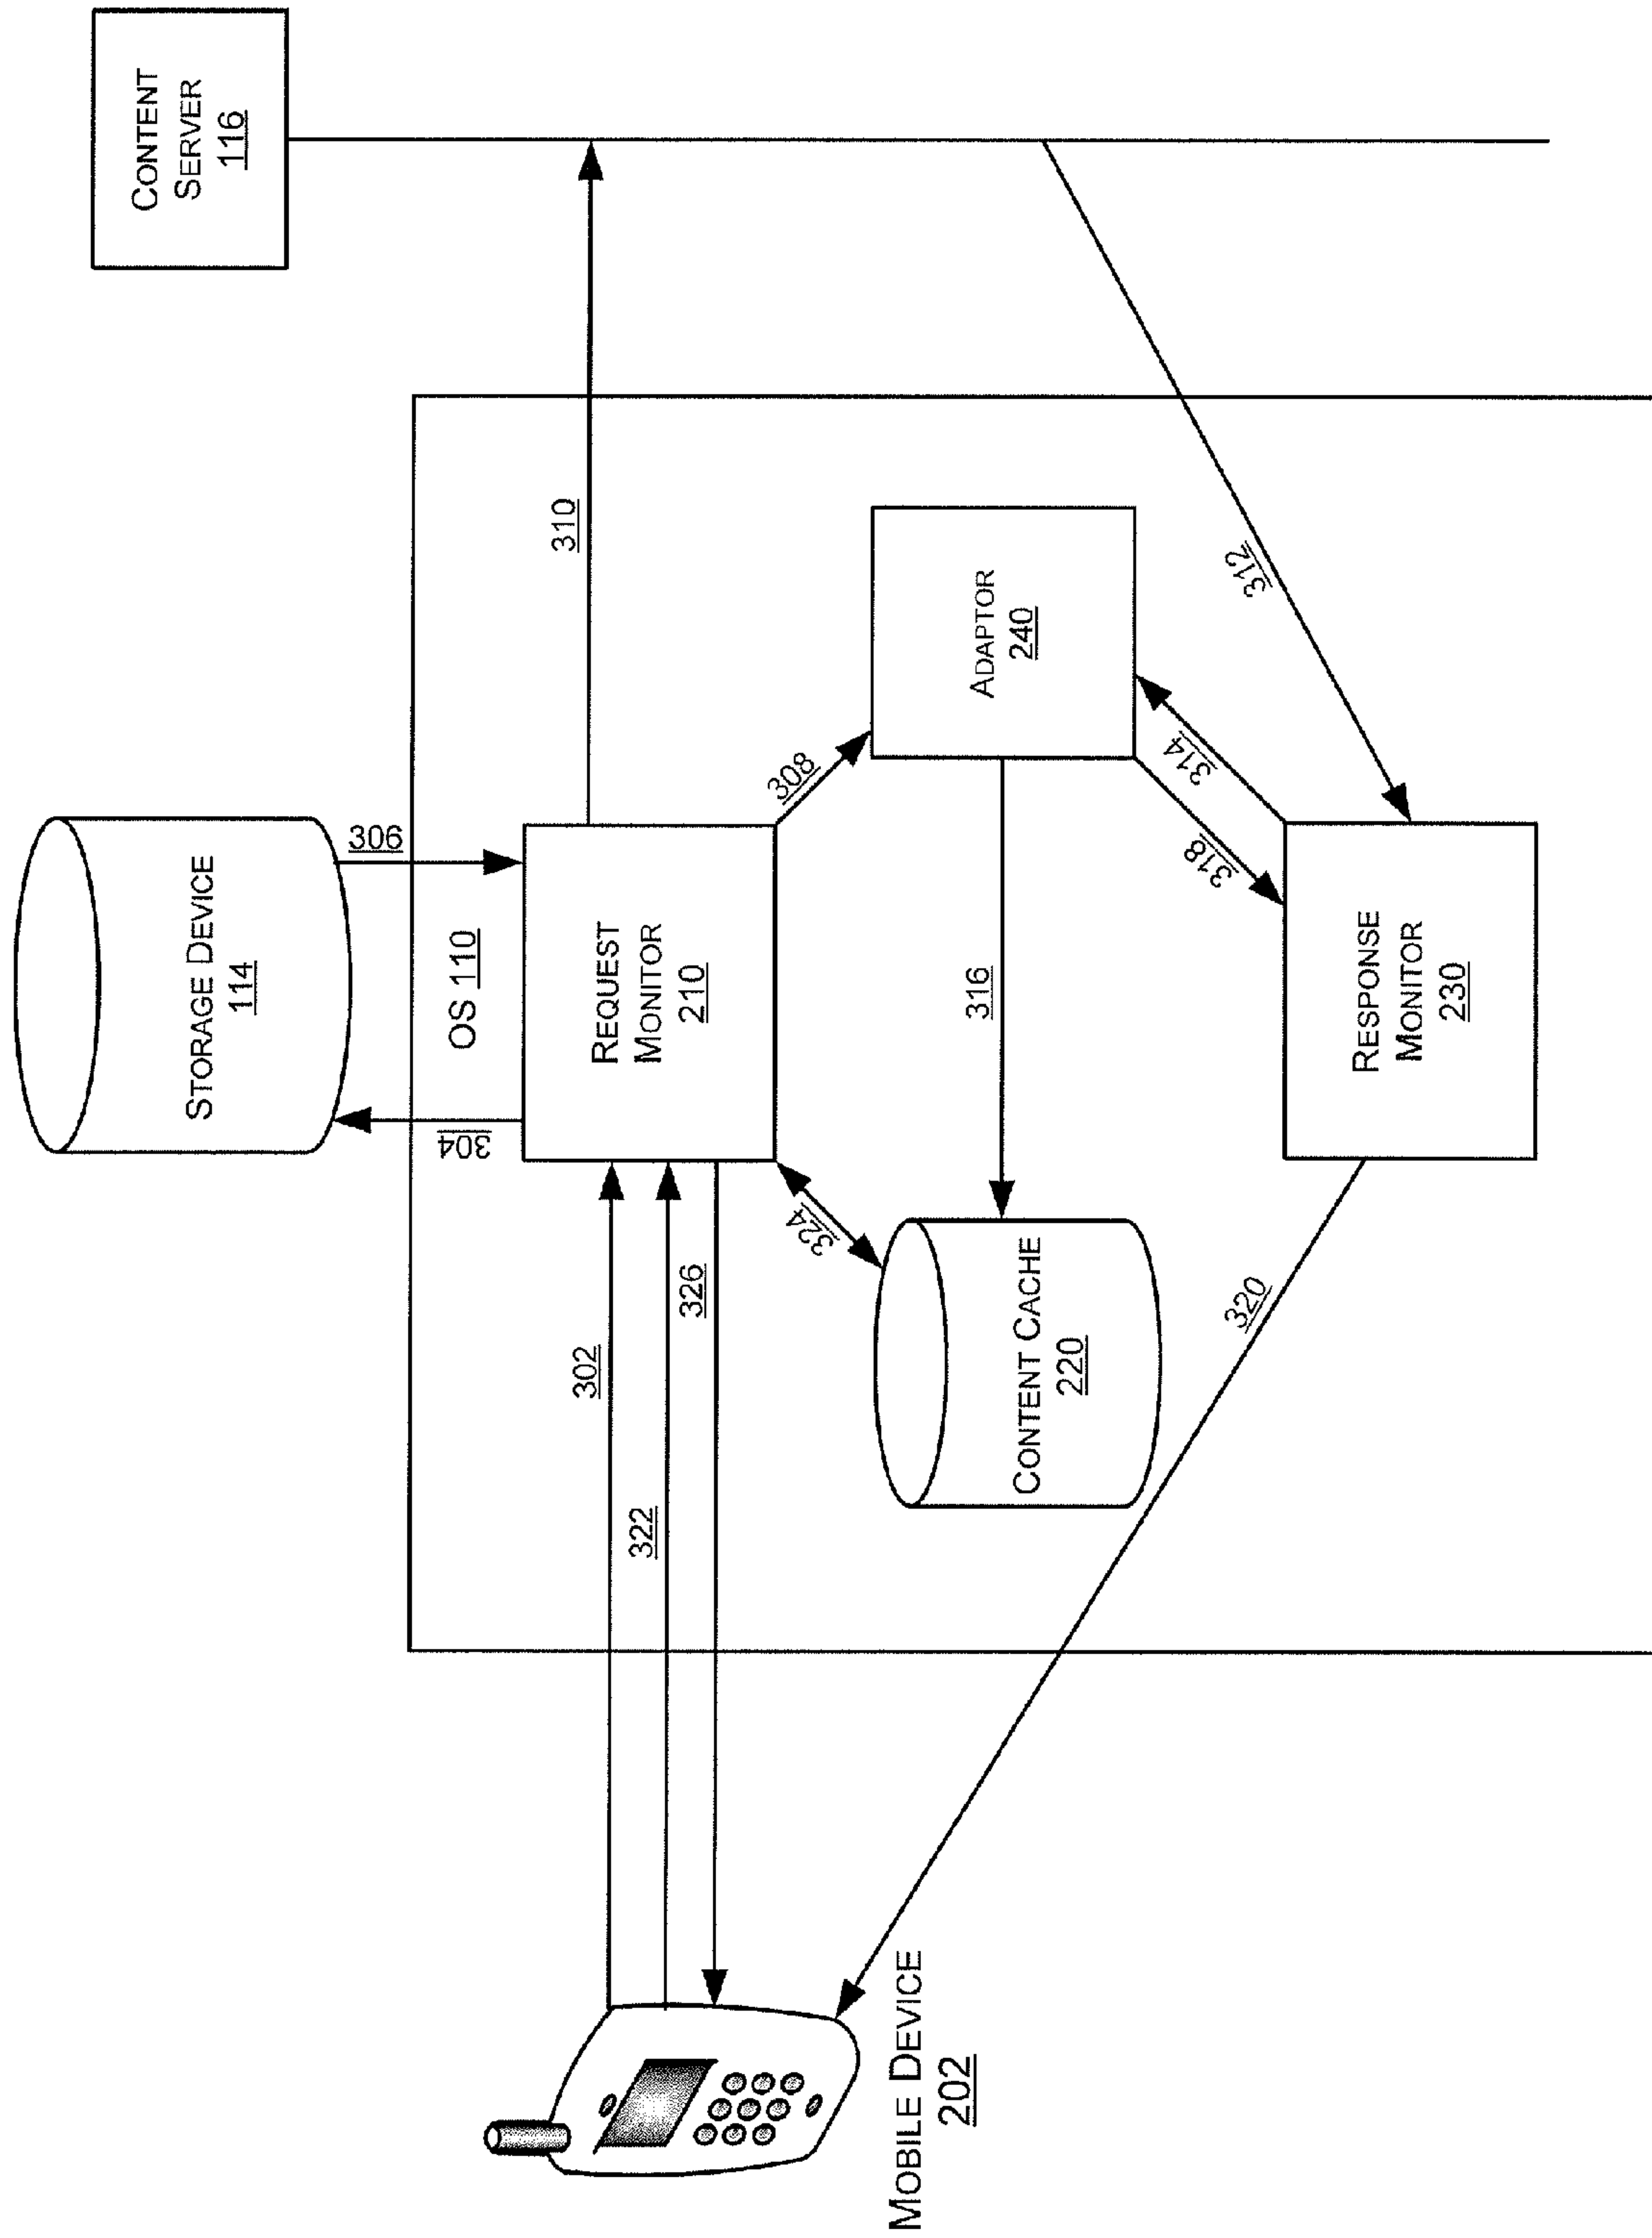 STORAGE DEVICE
114
CONTENT
SERVER
116
304
OS 110
306
310
302
322
326
REQUEST
MONITOR
210
308
324
316
ADAPTOR
240
CONTENT CACHE
220
314
318
312
320
RESPONSE
MONITOR
230
MOBILE DEVICE
202